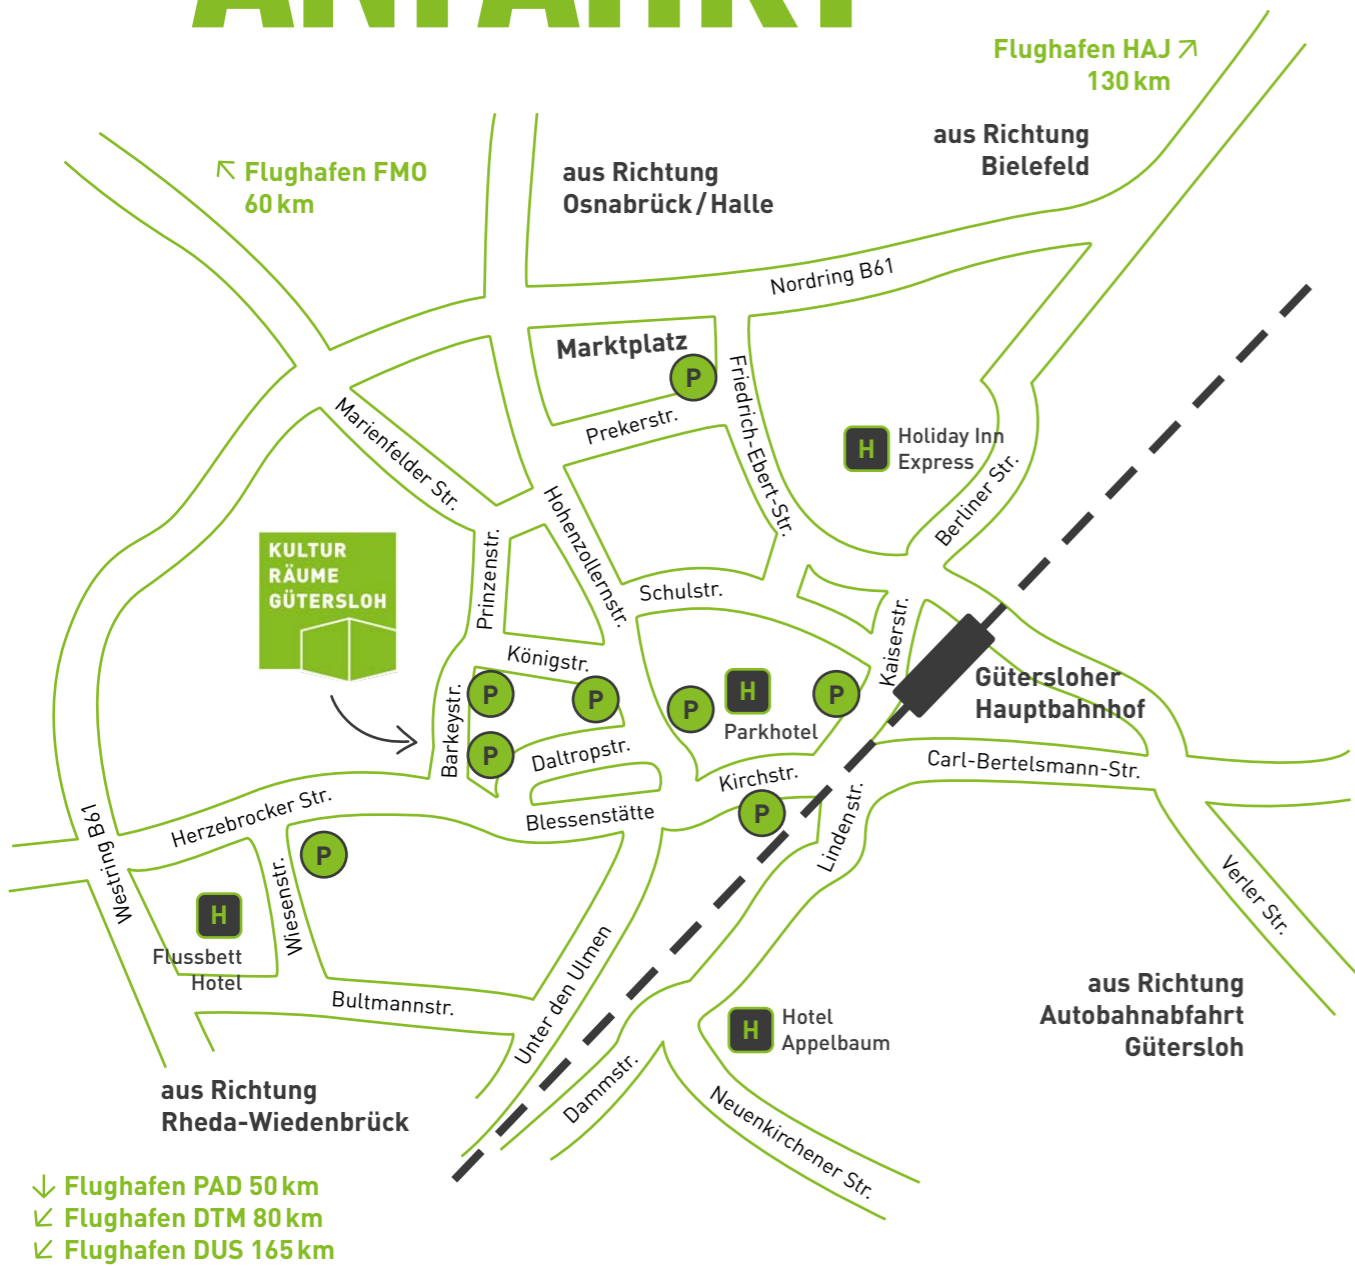 ANFAHRT
Flughafen HAJ
130 km
aus Richtung
Bielefeld
Flughafen FMO
60 km
aus Richtung
Osnabrück / Halle
Nordring B61
Marktplatz
P
Prekerstr.
Friedrich-Ebert-Str.
H
Holiday Inn
Express
Marienfelder Str.
Hohenzollernstr.
Berliner Str.
KULTUR
RÄUME
GÜTERSLOH
Prinzenstr.
Schulstr.
Kaiserstr.
Königstr.
Gütersloher
Hauptbahnhof
P
P
P
H
P
Parkhotel
Barkeystr.
P
Daltropstr.
Kirchstr.
Carl-Bertelsmann-Str.
Blessenstätte
P
Lindenstr.
Herzebrocker Str.
Westring B61
P
Wiesenstr.
Verler Str.
H
Flussbett
Hotel
Bultmannstr.
Unter den Ulmen
aus Richtung
Autobahnabfahrt
Gütersloh
H
Hotel
Appelbaum
Dammstr.
Neuenkirchener Str.
aus Richtung
Rheda-Wiedenbrück
Flughafen PAD 50 km
Flughafen DTM 80 km
Flughafen DUS 165 km